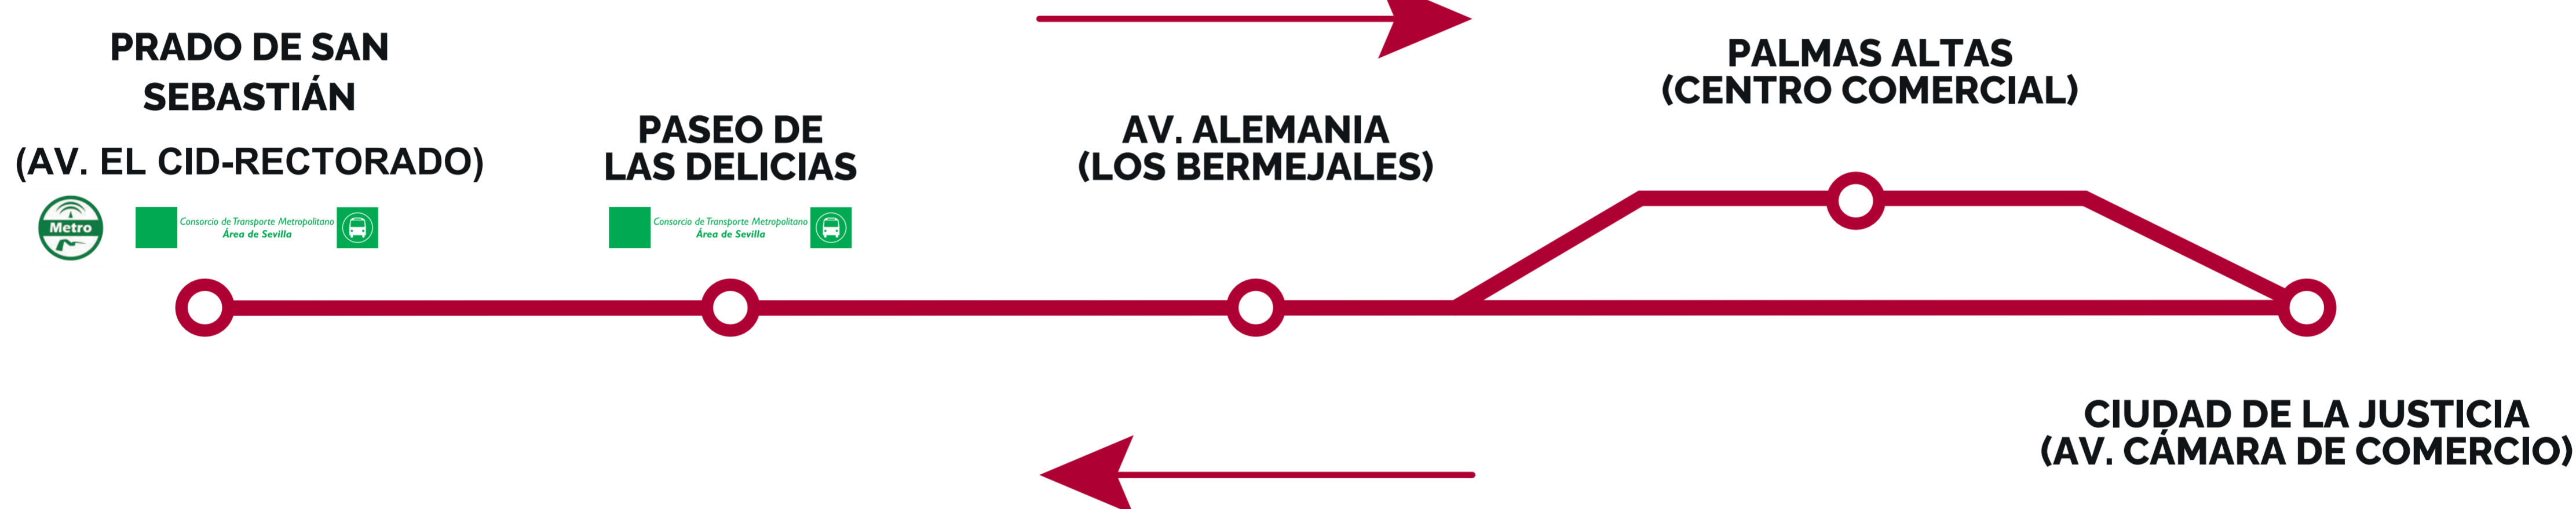 PRADO DE SAN
SEBASTIÁN
(AV. EL CID-RECTORADO)
Metro
Consorcio de Transporte Metropolitano
Área de Sevilla
PASEO DE
LAS DELICIAS
Consorcio de Transporte Metropolitano
Área de Sevilla
AV. ALEMANIA
(LOS BERMEJALES)
PALMAS ALTAS
(CENTRO COMERCIAL)
CIUDAD DE LA JUSTICIA
(AV. CÁMARA DE COMERCIO)